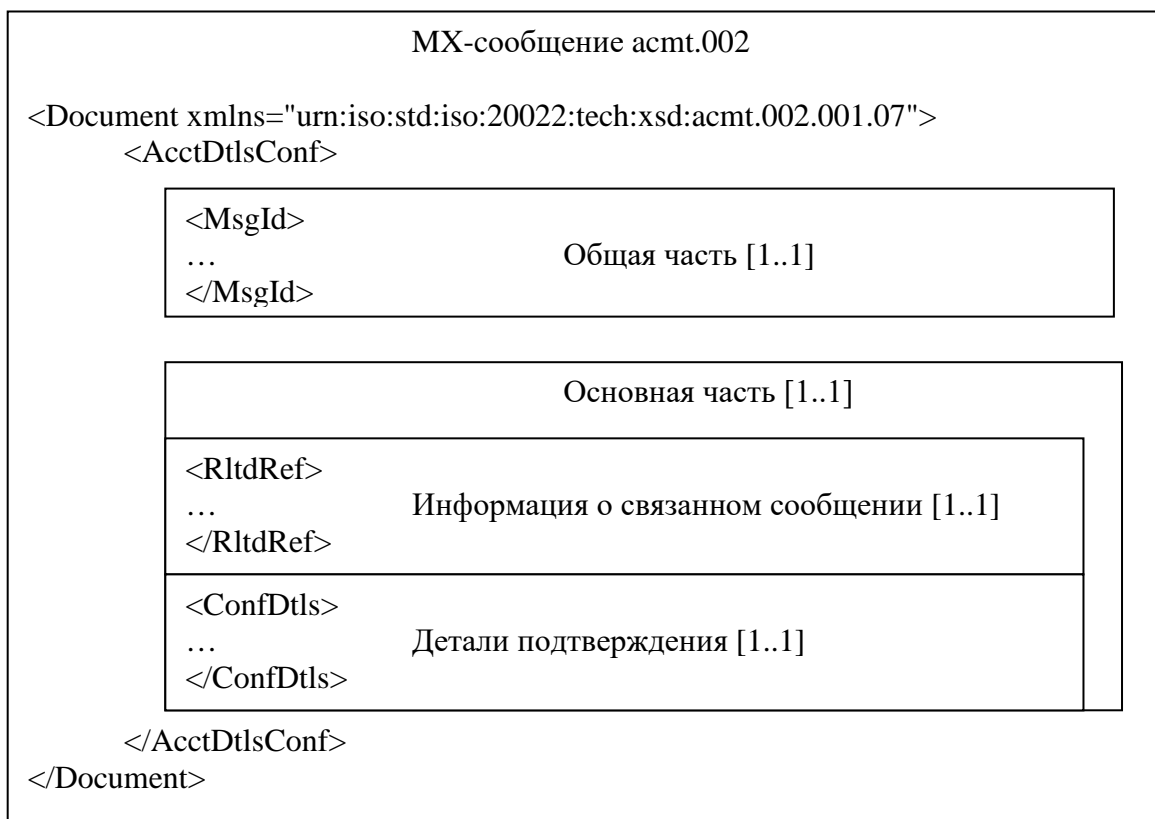 МХ-сообщение acmt.002
<Document xmlns="urn:iso:std:iso:20022:tech:xsd:acmt.002.001.07">
<AcctDtlsConf>
<MsgId>
… Общая часть [1..1]
</MsgId>
Основная часть [1..1]
<RltdRef>
… Информация о связанном сообщении [1..1]
</RltdRef>
<ConfDtls>
… Детали подтверждения [1..1]
</ConfDtls>
</AcctDtlsConf>
</Document>